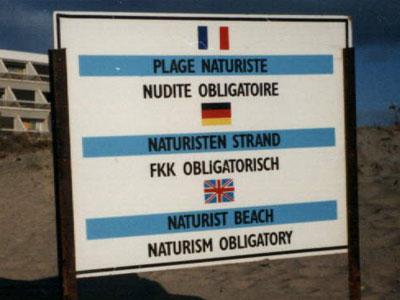 PLAGE NATURISTE
NUDITE OBLIGATOIRE
NATURISTEN STRAND
FKK OBLIGATORISCH
NATURIST BEACH
NATURISM OBLIGATORY